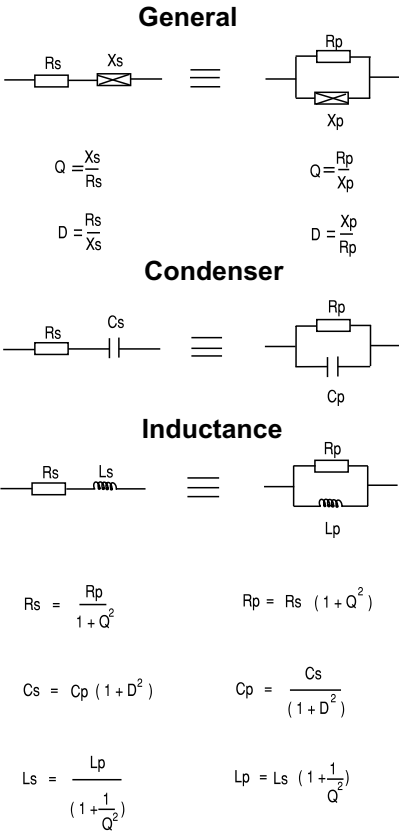 General
Rs Xs Rp
Xp
Q = Xs/Rs Q = Rp/Xp
D = Rs/Xs D = Xp/Rp
Condenser
Rs Cs Rp
Cp
Inductance
Rs Ls Rp
Lp
Rs = Rp/(1 + Q²) Rp = Rs (1 + Q²)
Cs = Cp (1 + D²) Cp = Cs/(1 + D²)
Ls = Lp/(1 + 1/Q²) Lp = Ls (1 + 1/Q²)